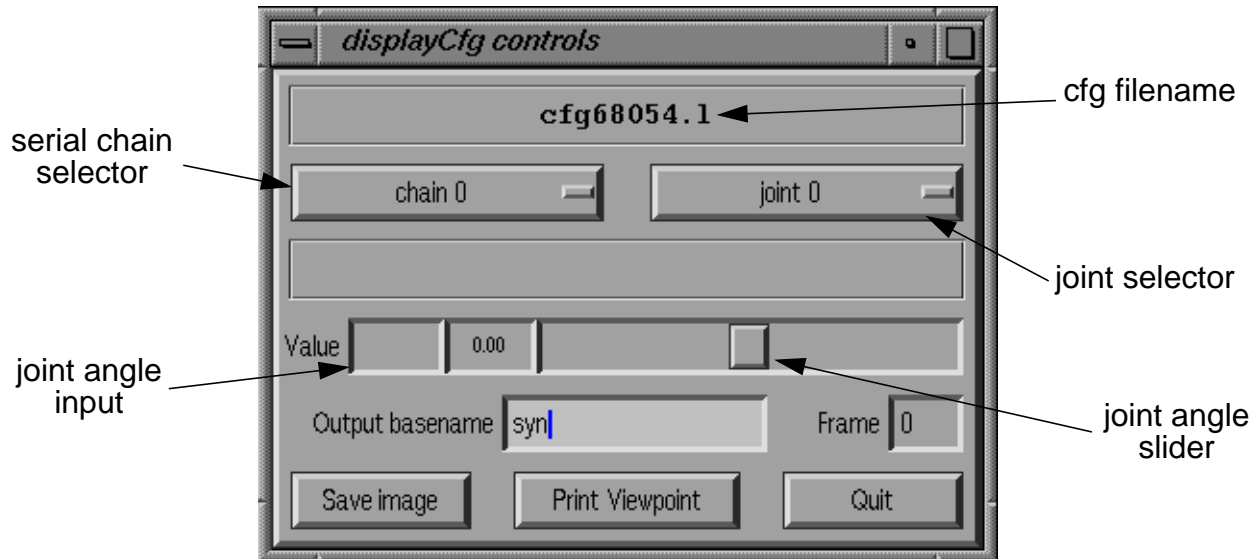 displayCfg controls
cfg68054.l
cfg filename
serial chain
selector
chain 0
joint 0
joint selector
Value
0.00
joint angle
input
joint angle
slider
Output basename
syn
Frame
0
Save image
Print Viewpoint
Quit